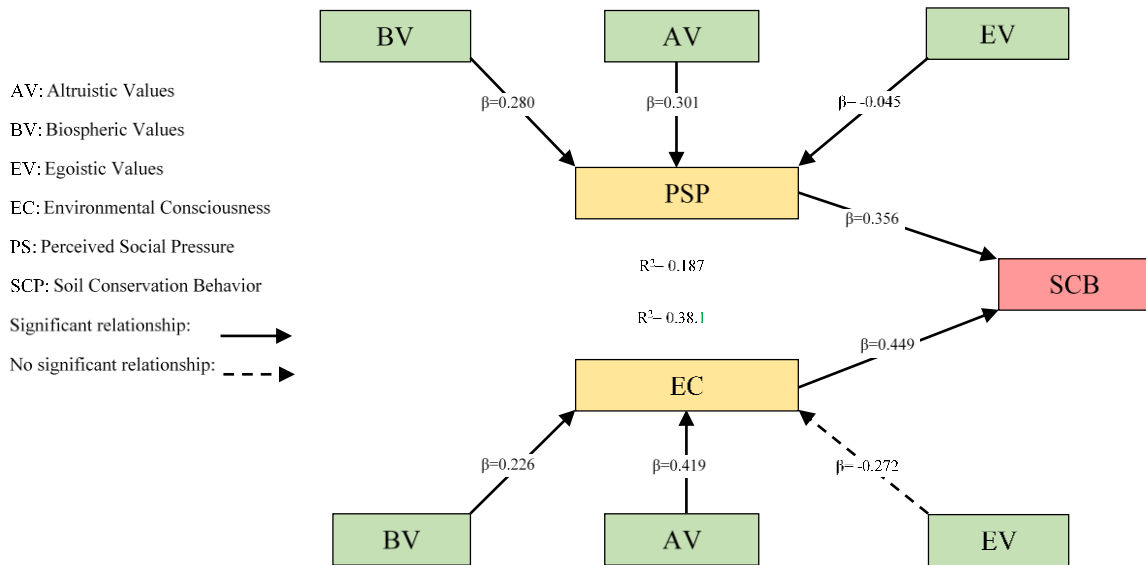 BV
AV
EV
AV: Altruistic Values
BV: Biospheric Values
EV: Egoistic Values
EC: Environmental Consciousness
PS: Perceived Social Pressure
SCP: Soil Conservation Behavior
Significant relationship:
No significant relationship:
β=0.280
β=0.301
β= -0.045
PSP
β=0.356
R²= 0.187
SCB
R²= 0.38.1
β=0.449
EC
β=0.226
β=0.419
β= -0.272
BV
AV
EV